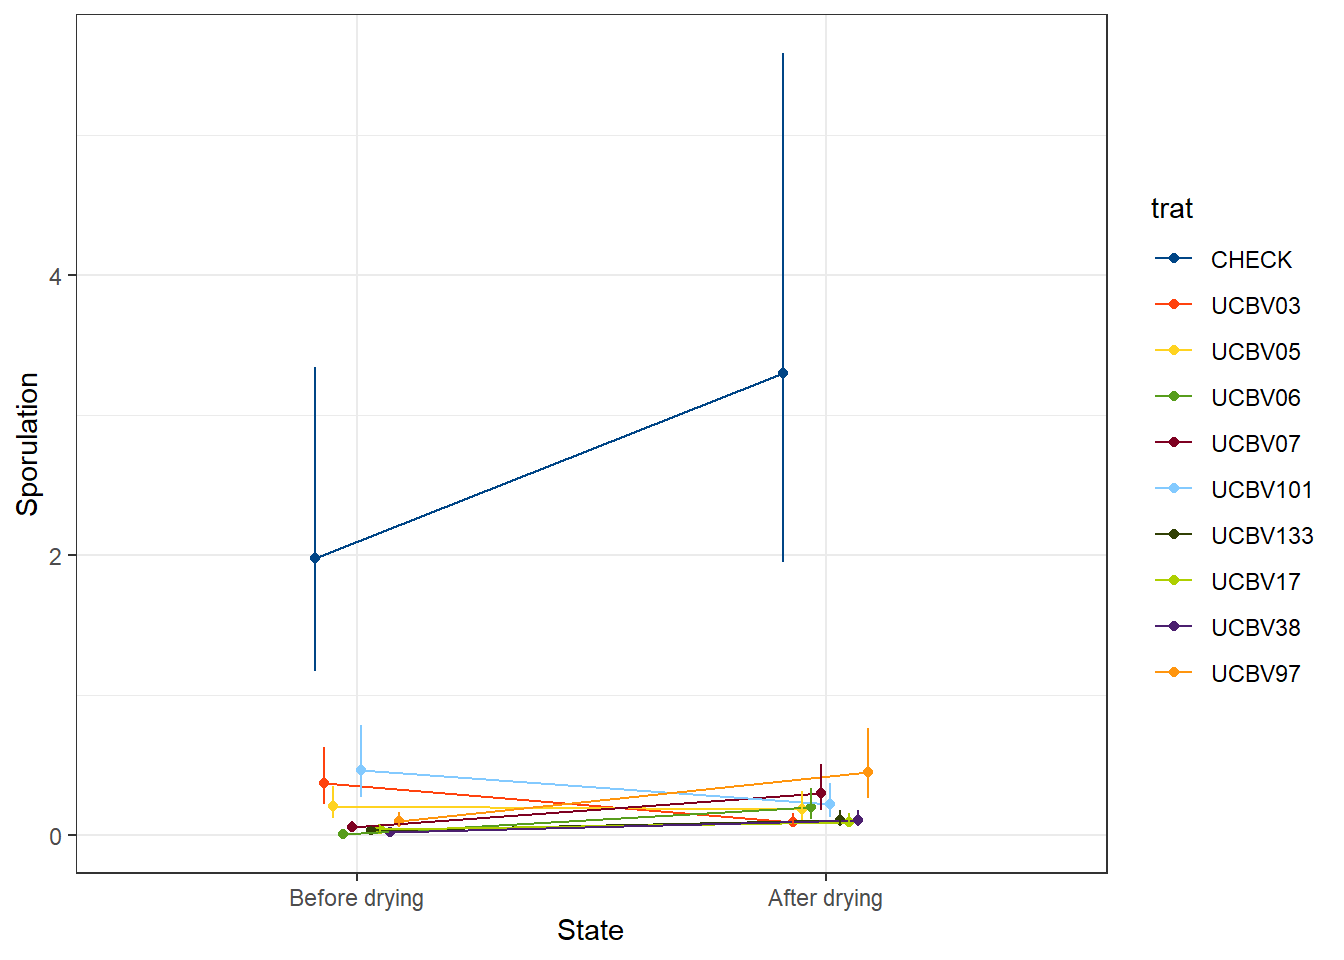 Sporulation
4
2
0
Before drying
After drying
State
trat
CHECK
UCBV03
UCBV05
UCBV06
UCBV07
UCBV101
UCBV133
UCBV17
UCBV38
UCBV97